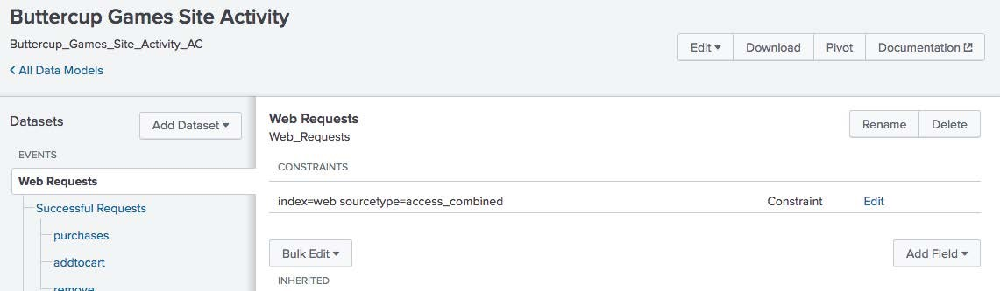 Buttercup Games Site Activity
Buttercup_Games_Site_Activity_AC
Edit Download Pivot Documentation
All Data Models
Datasets
Add Dataset
EVENTS
Web Requests
Successful Requests
purchases
addtocart
remove
Web Requests
Web_Requests
Rename Delete
CONSTRAINTS
index=web sourcetype=access_combined Constraint Edit
Bulk Edit Add Field
INHERITED